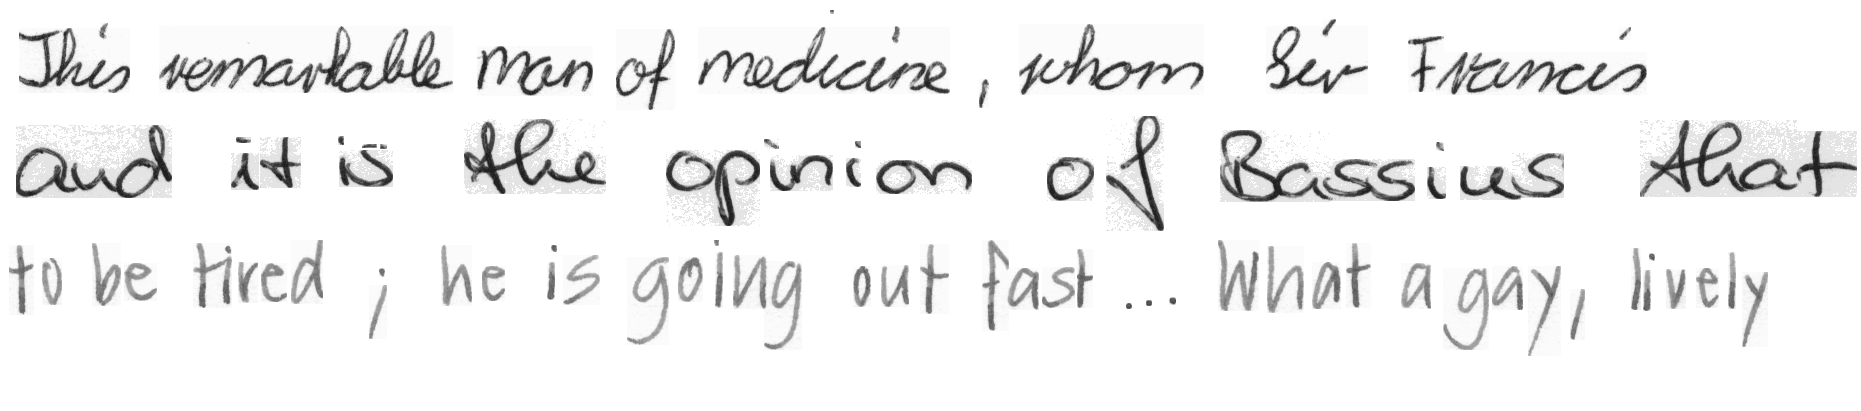 This remarkable man of medicine, whom Sir Francis
and it is the opinion of Bassius that
to be tired ; he is going out fast ... What a gay, lively